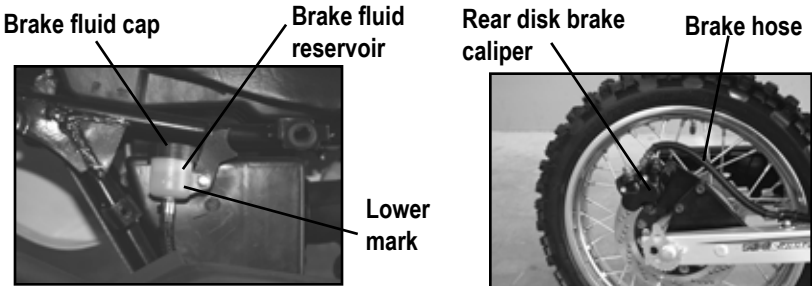 Brake fluid cap
Brake fluid
reservoir
Lower
mark
Rear disk brake
caliper
Brake hose